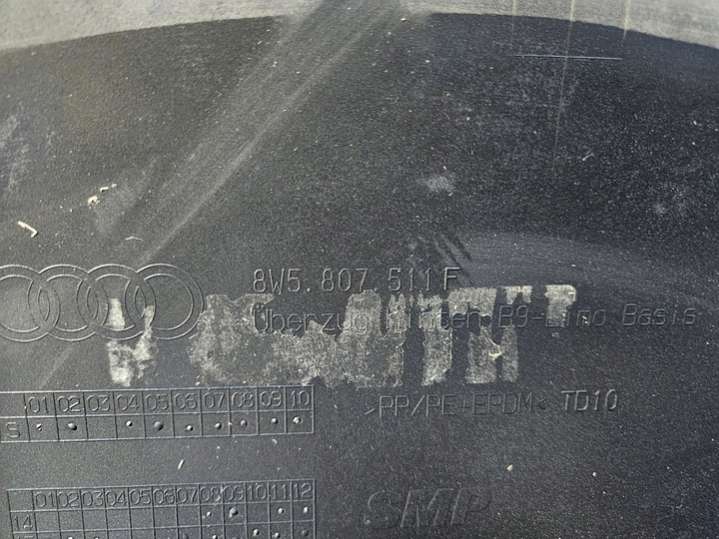 8W5.807.511F
Überzug hinten B9-Limo Basis
01 02 03 04 05 06 07 08 09 10
S
>PP/PE+EPDM< TD10
01 02 03 04 05 06 07 08 09 10 11 12
14
SMP